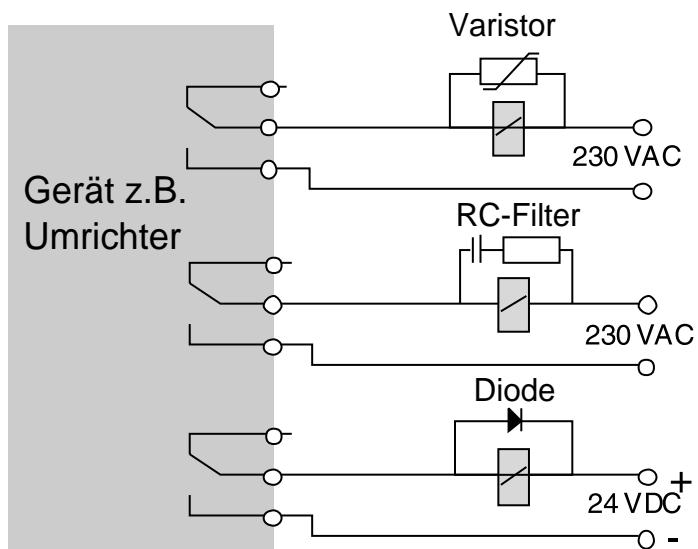 Varistor
230 VAC
Gerät z.B.
Umrichter
RC-Filter
230 VAC
Diode
+
24 VDC
-